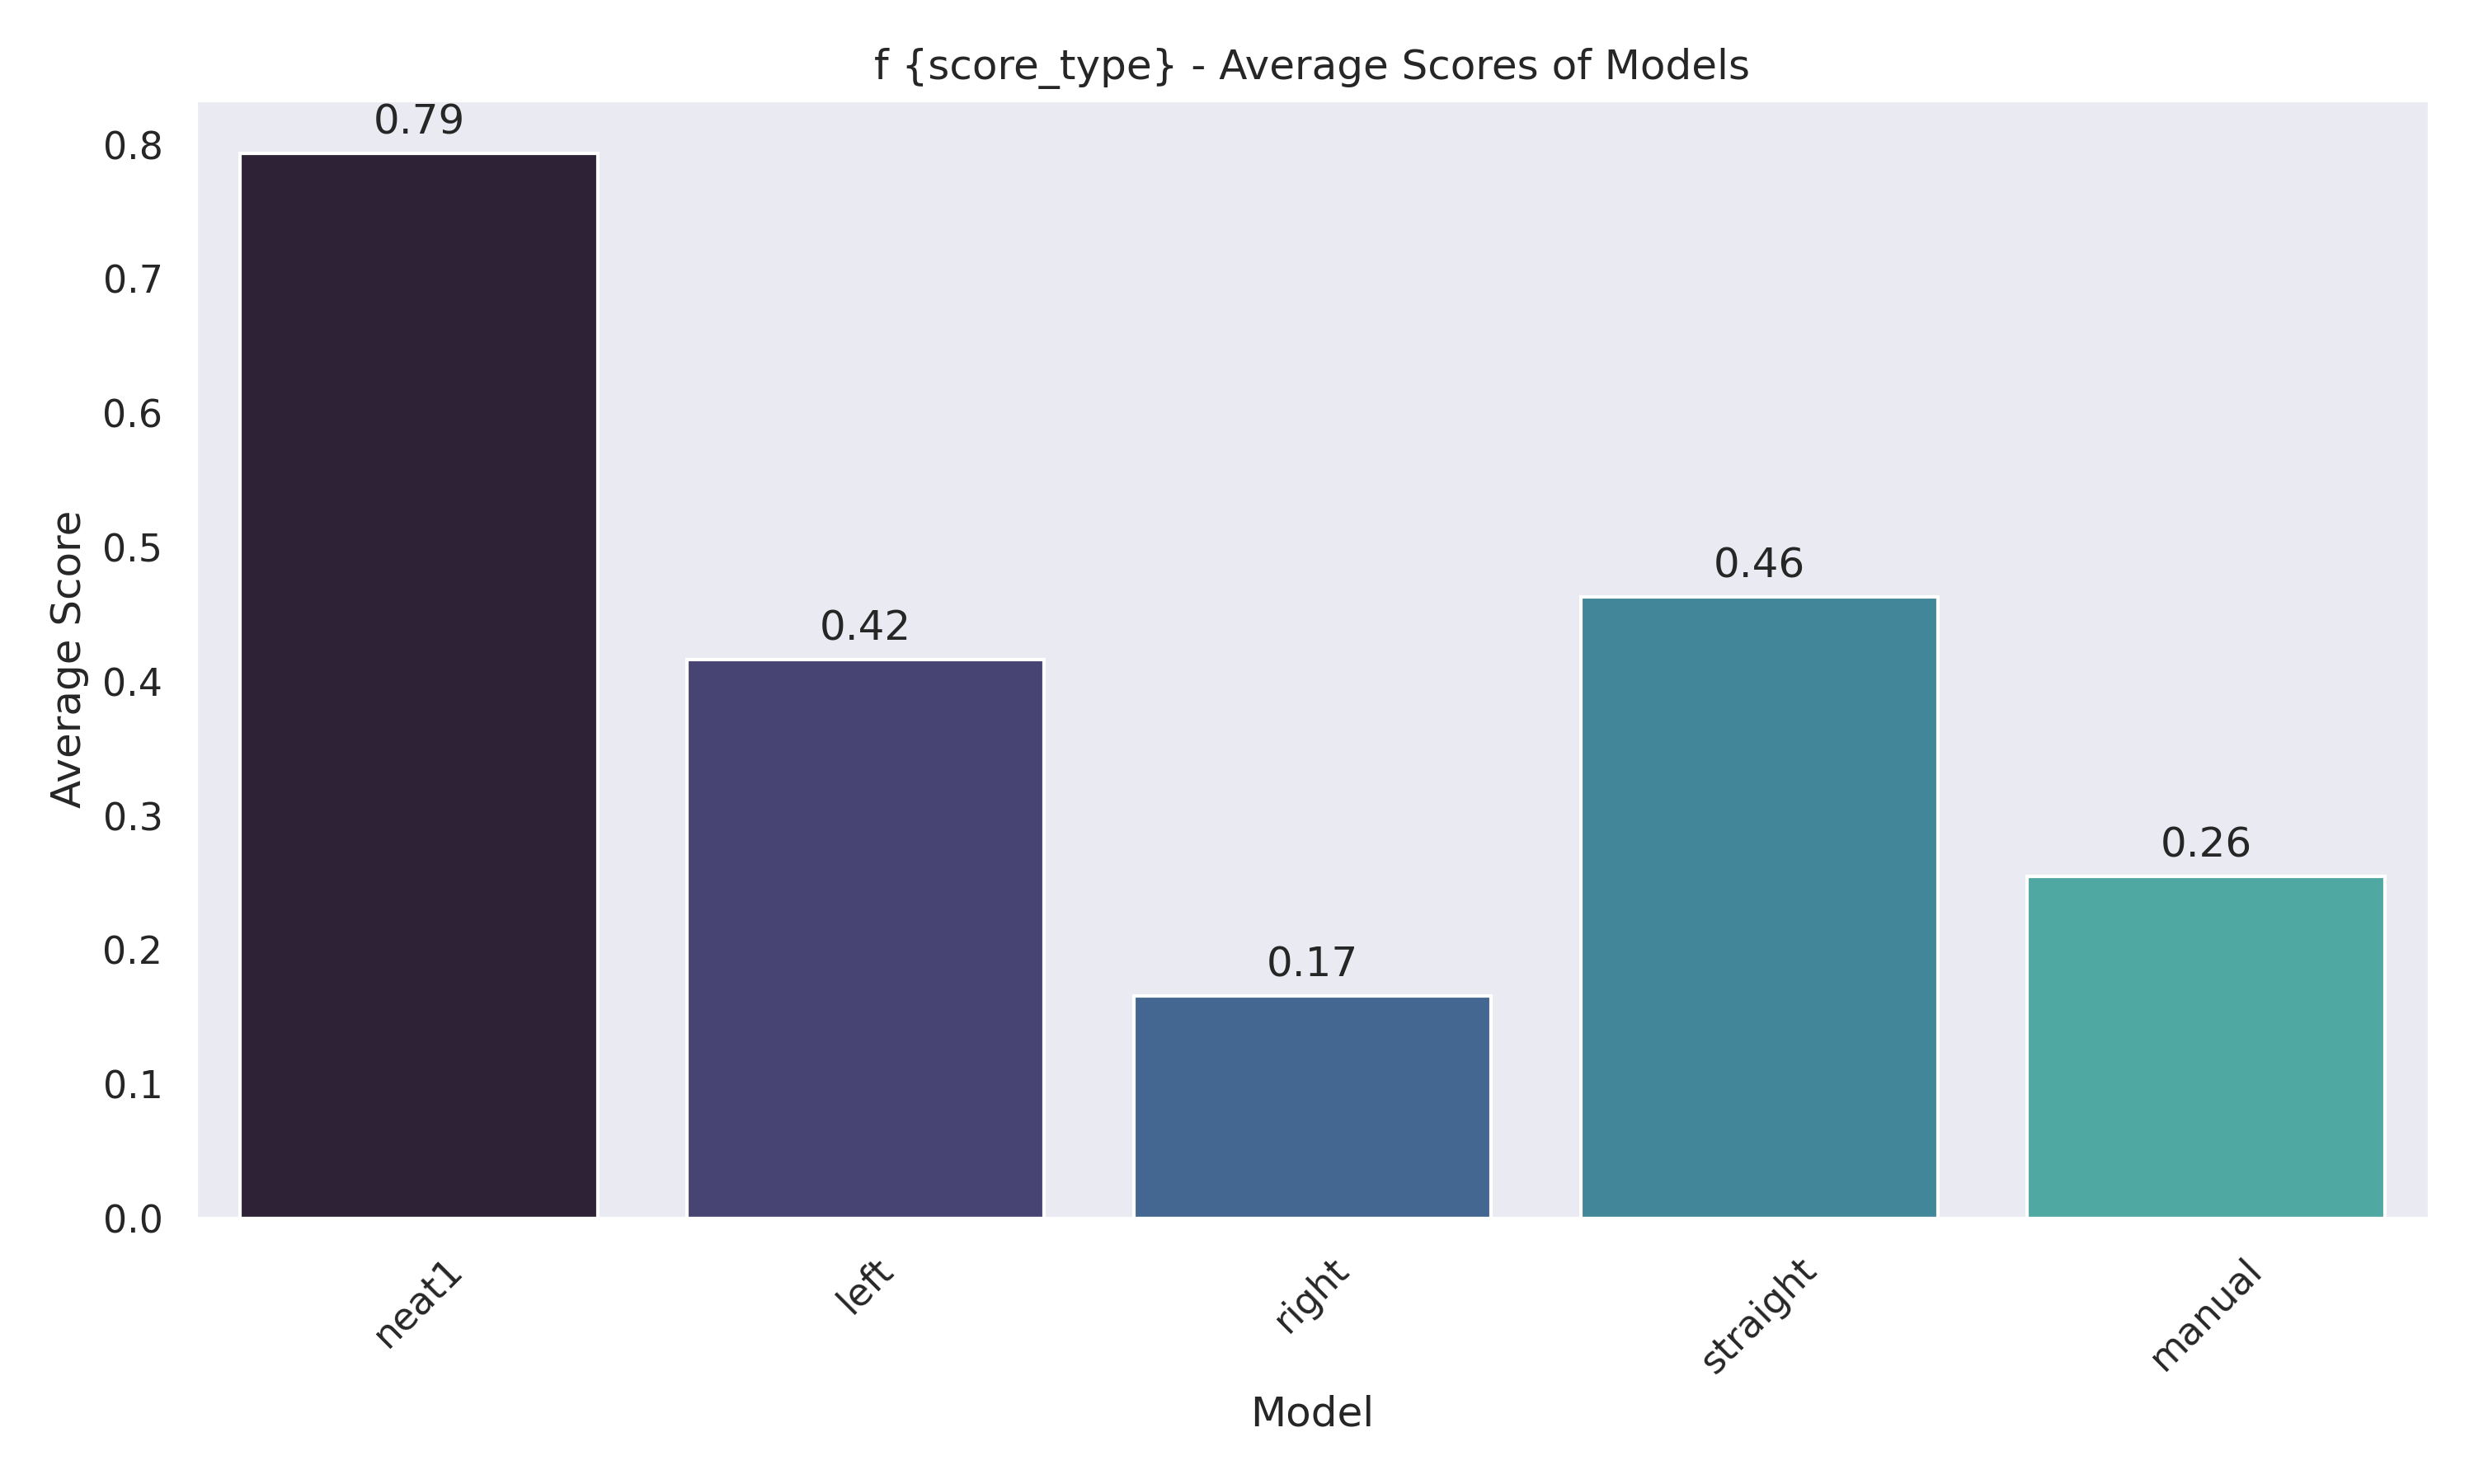 f {score_type} - Average Scores of Models
Average Score
0.8
0.7
0.6
0.5
0.4
0.3
0.2
0.1
0.0
0.79
0.42
0.17
0.46
0.26
neat1
left
right
straight
manual
Model